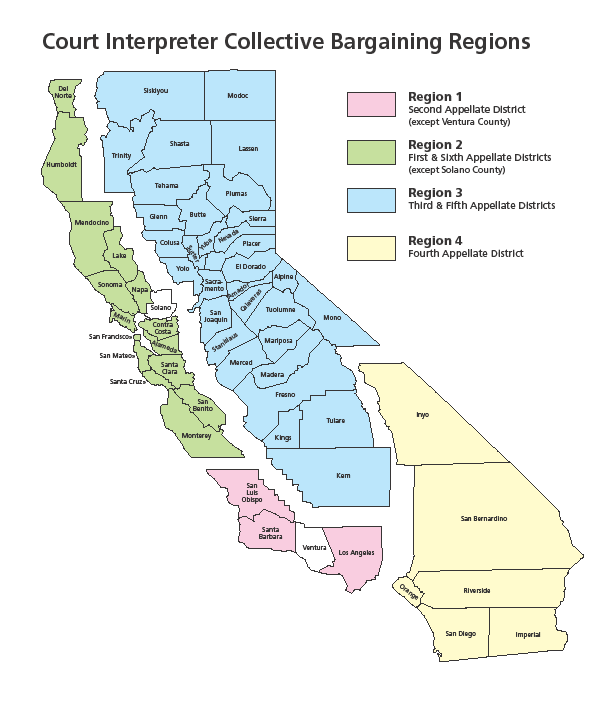 Court Interpreter Collective Bargaining Regions
Region 1
Second Appellate District
(except Ventura County)
Region 2
First & Sixth Appellate Districts
(except Solano County)
Region 3
Third & Fifth Appellate Districts
Region 4
Fourth Appellate District
Del
Norte
Siskiyou
Modoc
Humboldt
Trinity
Shasta
Lassen
Tehama
Plumas
Mendocino
Glenn
Butte
Sierra
Colusa
Sutter
Yuba
Nevada
Placer
Lake
Yolo
El Dorado
Sonoma
Napa
Sacra-
mento
Amador
Alpine
Solano
Calaveras
Marin
San
Joaquin
Tuolumne
Mono
Contra
Costa
San Francisco
Alameda
Stanislaus
Mariposa
San Mateo
Santa
Clara
Merced
Madera
Santa Cruz
Fresno
San
Benito
Inyo
Monterey
Kings
Tulare
Kern
San
Luis
Obispo
San Bernardino
Santa
Barbara
Ventura
Los Angeles
Orange
Riverside
San Diego
Imperial